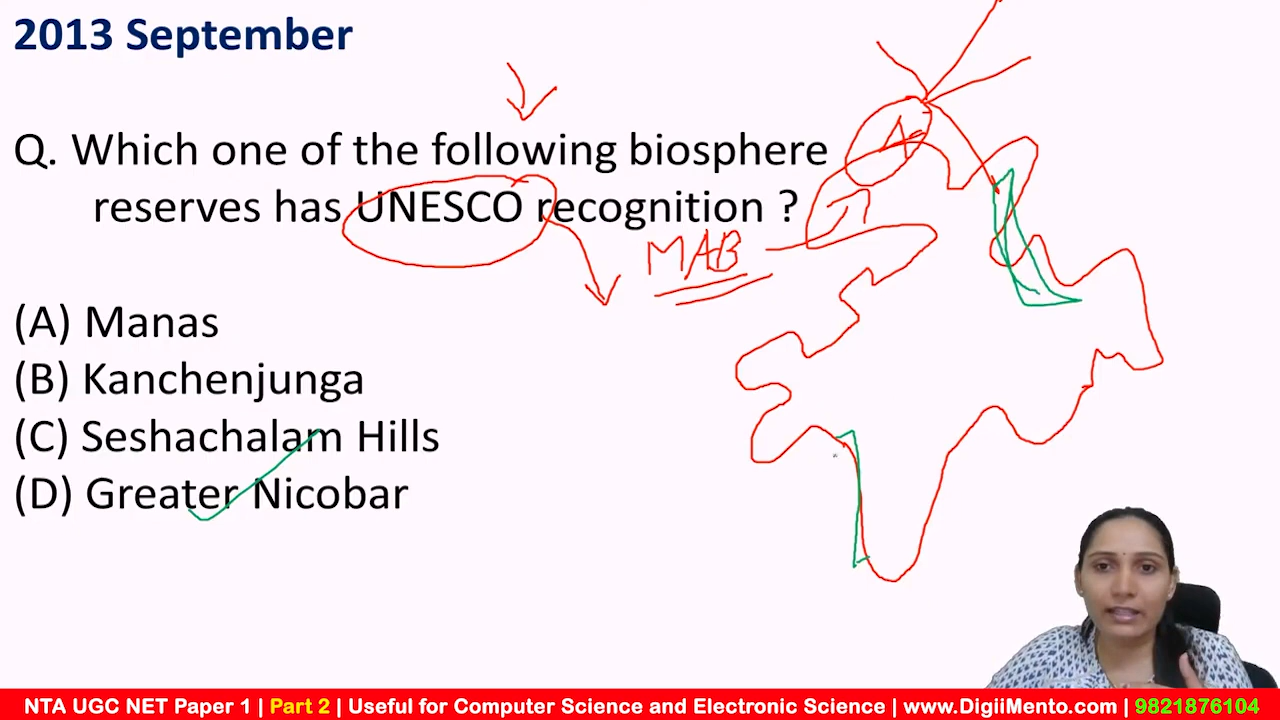 2013 September
Q. Which one of the following biosphere
reserves has UNESCO recognition ?
MAB
(A) Manas
(B) Kanchenjunga
(C) Seshachalam Hills
(D) Greater Nicobar
NTA UGC NET Paper 1 | Part 2 | Useful for Computer Science and Electronic Science | www.DigiiMento.com | 9821876104